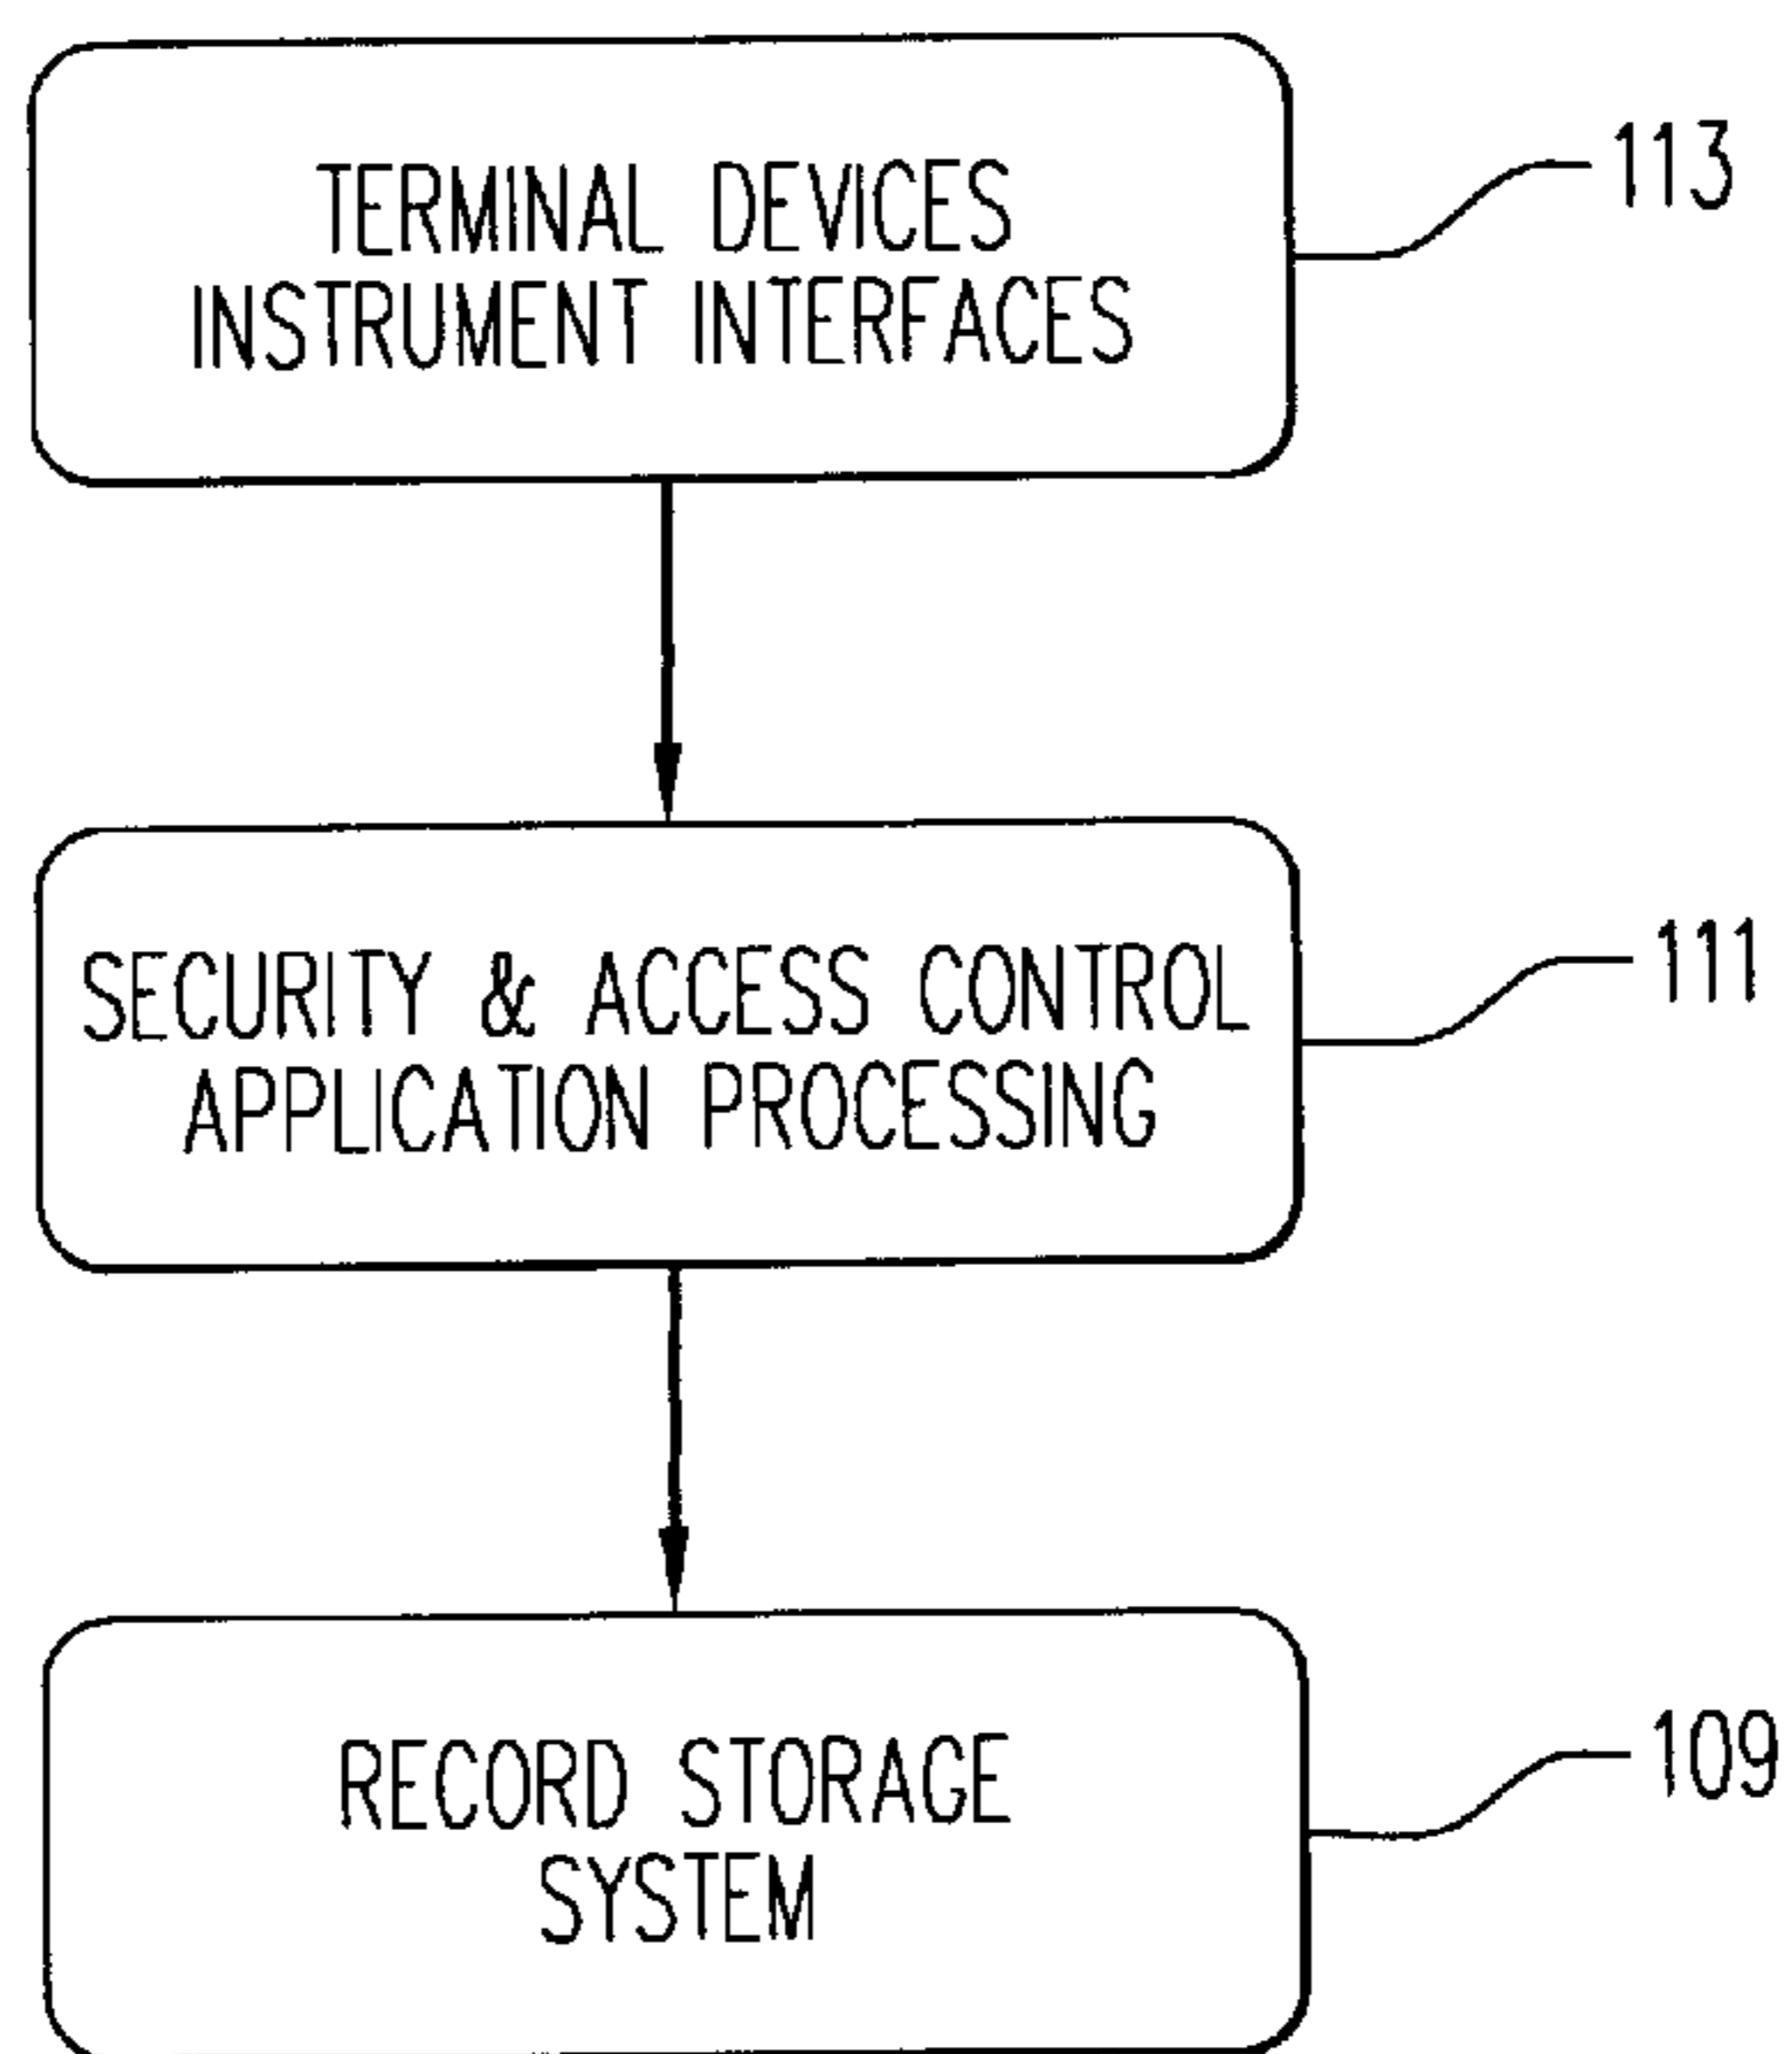 TERMINAL DEVICES
INSTRUMENT INTERFACES
113
SECURITY & ACCESS CONTROL
APPLICATION PROCESSING
111
RECORD STORAGE
SYSTEM
109